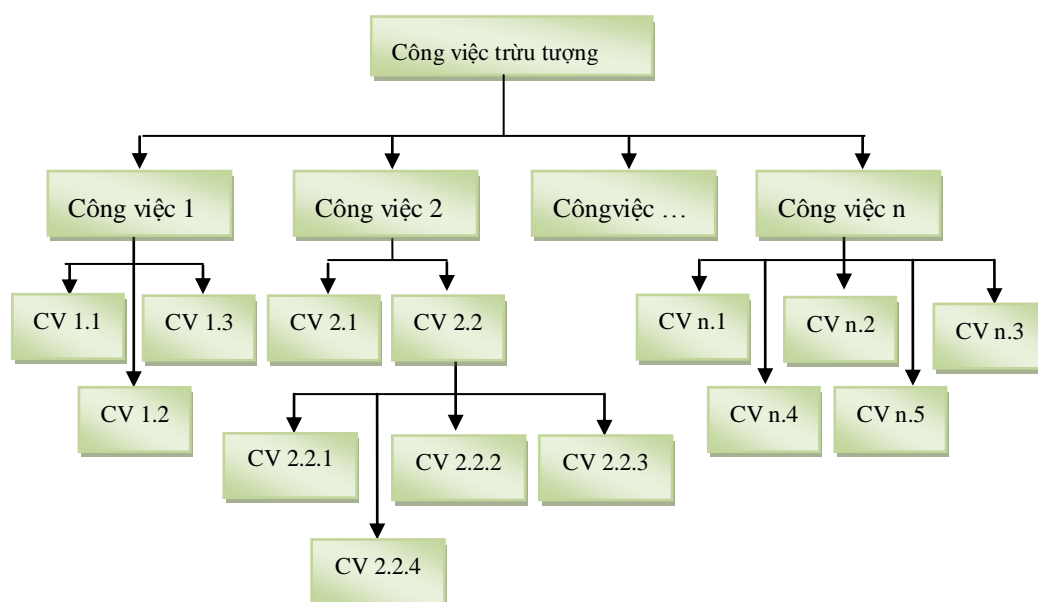 Công việc trừu tượng
Công việc 1
Công việc 2
Côngviệc …
Công việc n
CV 1.1
CV 1.3
CV 2.1
CV 2.2
CV n.1
CV n.2
CV n.3
CV 1.2
CV n.4
CV n.5
CV 2.2.1
CV 2.2.2
CV 2.2.3
CV 2.2.4